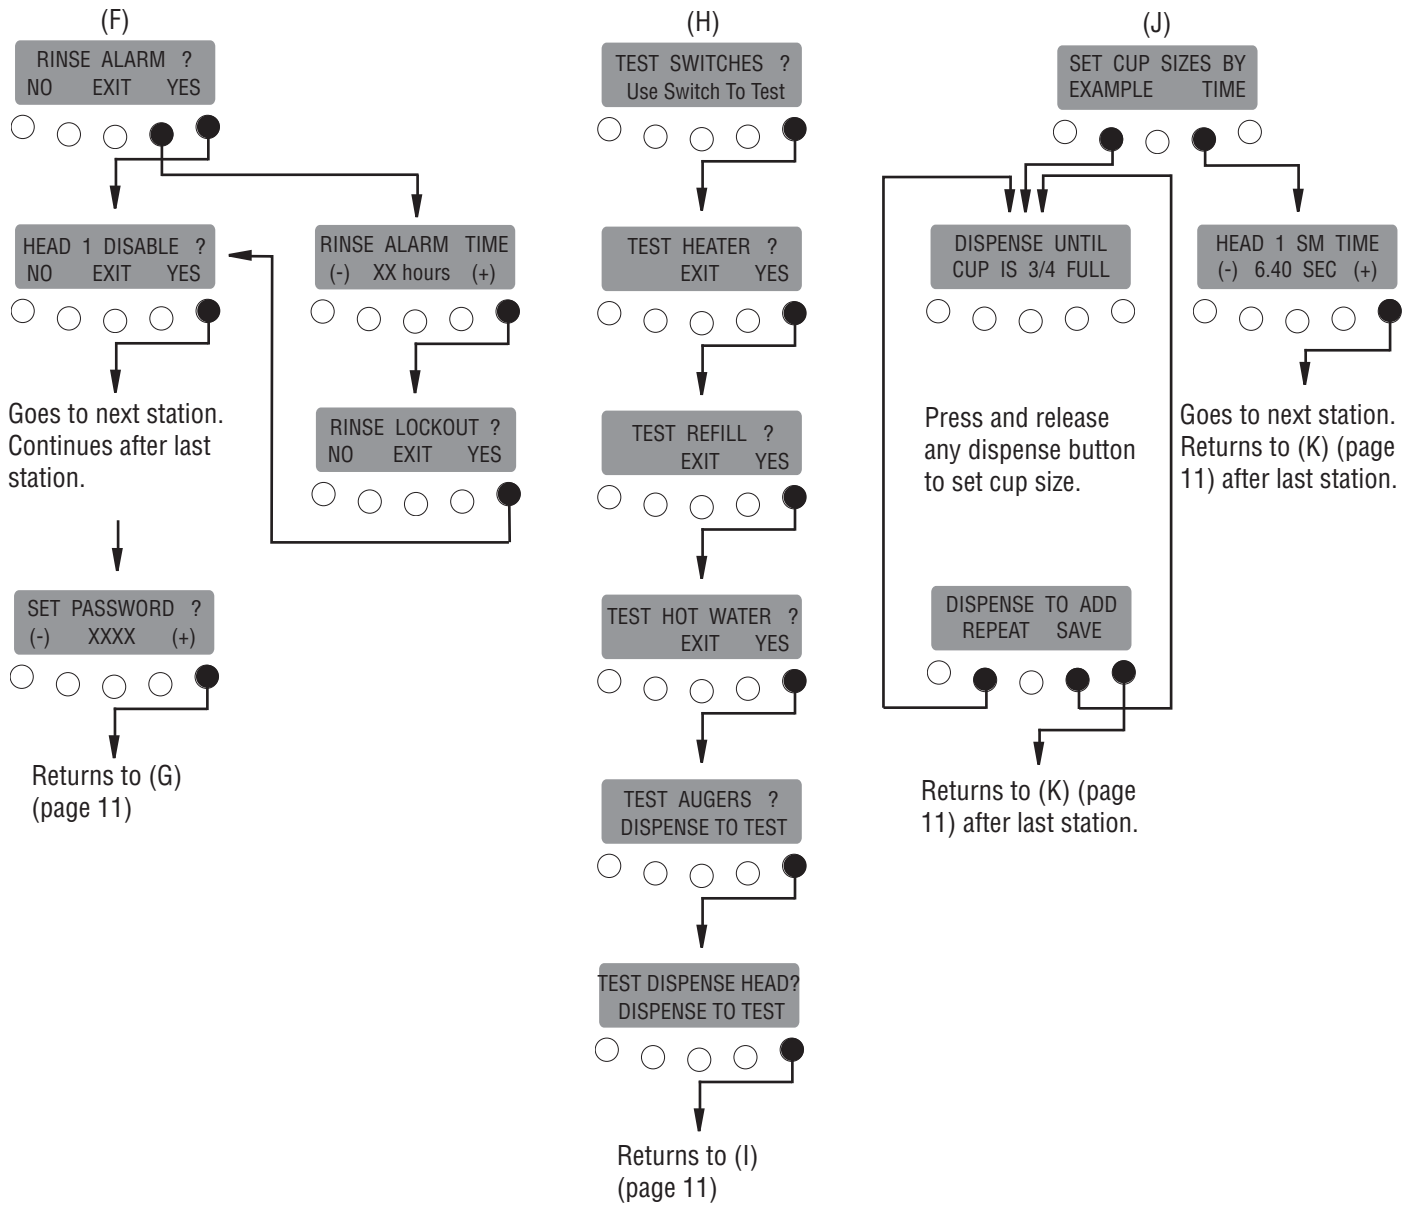 (F)
RINSE ALARM ?
NO EXIT YES
HEAD 1 DISABLE ?
NO EXIT YES
RINSE ALARM TIME
(-) XX hours (+)
Goes to next station.
Continues after last
station.
RINSE LOCKOUT ?
NO EXIT YES
SET PASSWORD ?
(-) XXXX (+)
Returns to (G)
(page 11)
(H)
TEST SWITCHES ?
Use Switch To Test
TEST HEATER ?
EXIT YES
TEST REFILL ?
EXIT YES
TEST HOT WATER ?
EXIT YES
TEST AUGERS ?
DISPENSE TO TEST
TEST DISPENSE HEAD?
DISPENSE TO TEST
Returns to (I)
(page 11)
(J)
SET CUP SIZES BY
EXAMPLE TIME
DISPENSE UNTIL
CUP IS 3/4 FULL
HEAD 1 SM TIME
(-) 6.40 SEC (+)
Press and release
any dispense button
to set cup size.
Goes to next station.
Returns to (K) (page
11) after last station.
DISPENSE TO ADD
REPEAT SAVE
Returns to (K) (page
11) after last station.